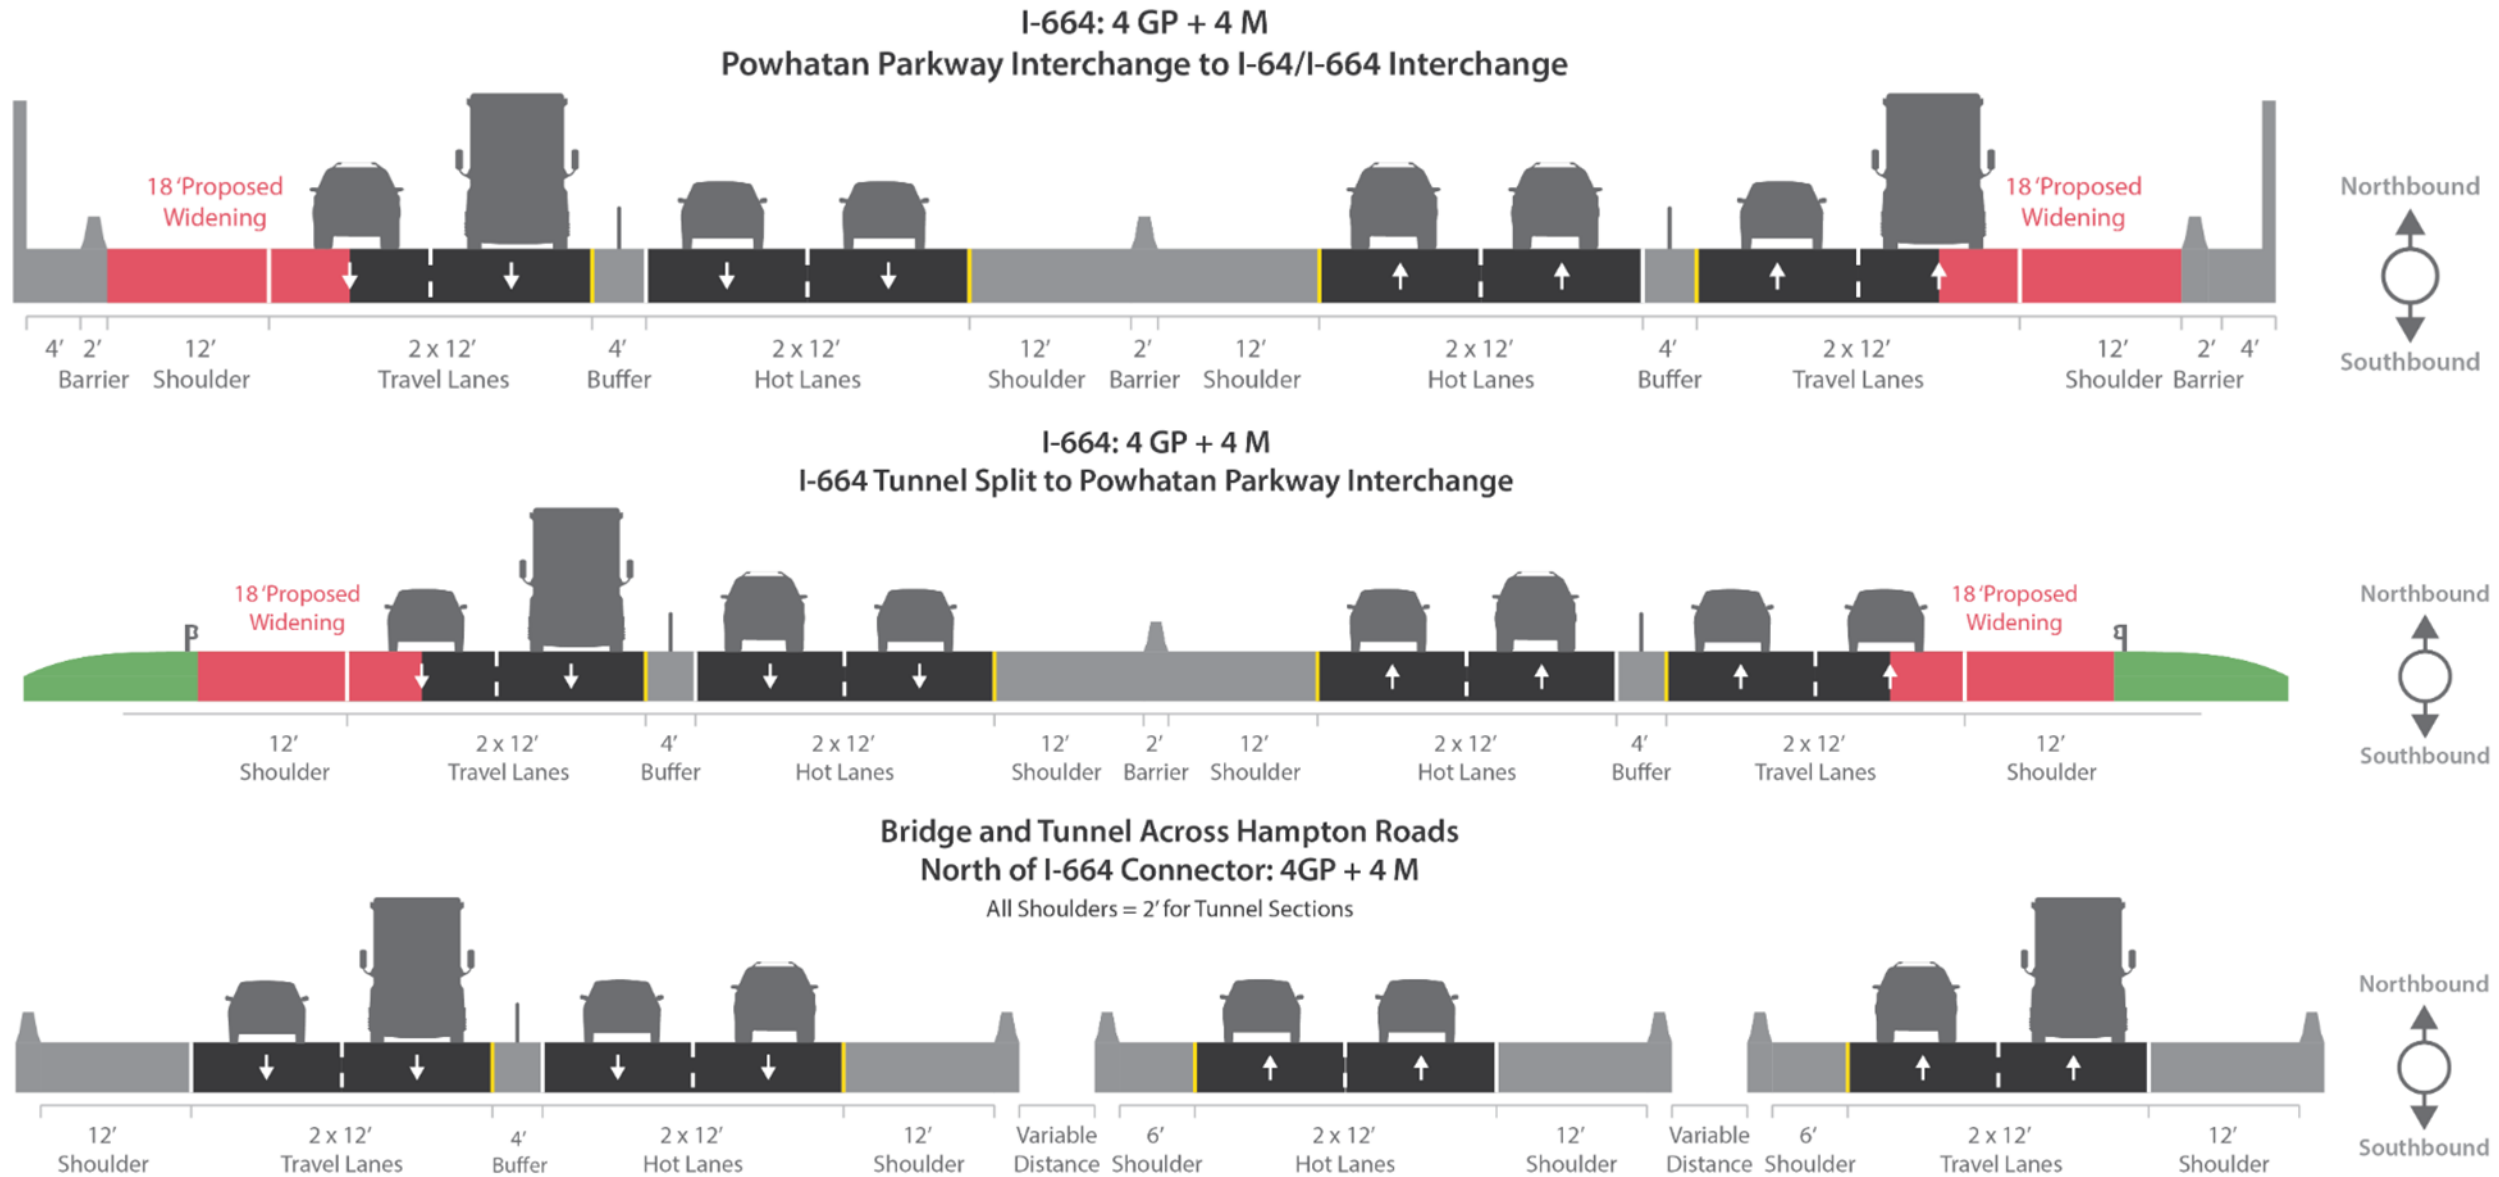 I-664: 4 GP + 4 M
Powhatan Parkway Interchange to I-64/I-664 Interchange
18 ‘Proposed
Widening
18 ‘Proposed
Widening
Northbound
Southbound
4’ 2’ 12’ 2 x 12’ 4’ 2 x 12’ 12’ 2’ 12’ 2 x 12’ 4’ 2 x 12’ 12’ 2’ 4’
Barrier Shoulder Travel Lanes Buffer Hot Lanes Shoulder Barrier Shoulder Hot Lanes Buffer Travel Lanes Shoulder Barrier
I-664: 4 GP + 4 M
I-664 Tunnel Split to Powhatan Parkway Interchange
18 ‘Proposed
Widening
18 ‘Proposed
Widening
Northbound
Southbound
12’ 2 x 12’ 4’ 2 x 12’ 12’ 2’ 12’ 2 x 12’ 4’ 2 x 12’ 12’
Shoulder Travel Lanes Buffer Hot Lanes Shoulder Barrier Shoulder Hot Lanes Buffer Travel Lanes Shoulder
Bridge and Tunnel Across Hampton Roads
North of I-664 Connector: 4GP + 4 M
All Shoulders = 2’ for Tunnel Sections
Northbound
Southbound
12’ 2 x 12’ 4’ 2 x 12’ 12’ Variable 6’ 2 x 12’ 12’ Variable 6’ 2 x 12’ 12’
Shoulder Travel Lanes Buffer Hot Lanes Shoulder Distance Shoulder Hot Lanes Shoulder Distance Shoulder Travel Lanes Shoulder